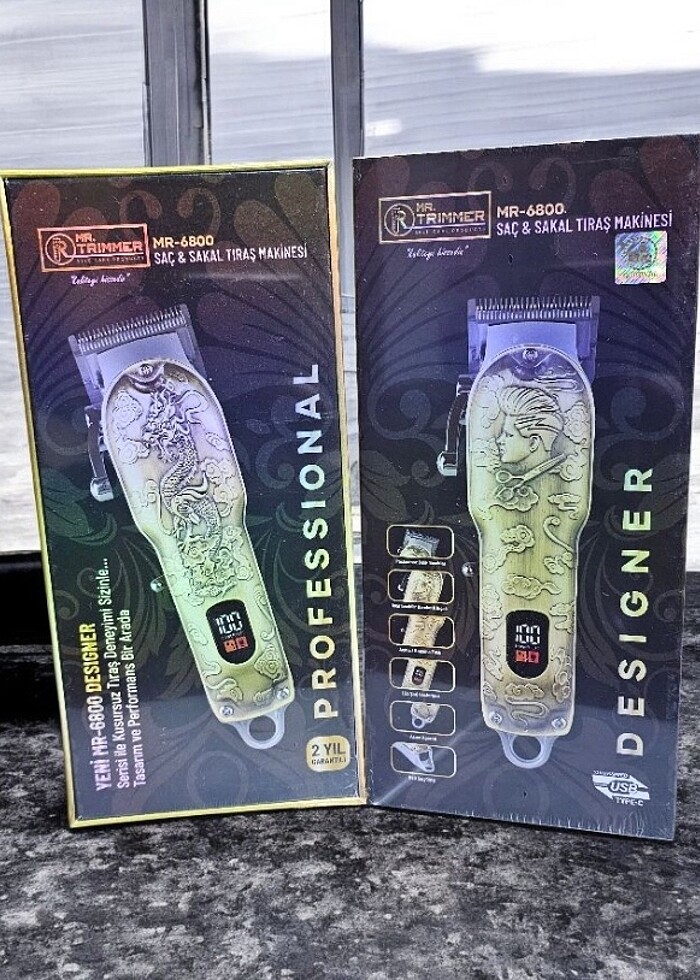 MR.
TRIMMER
MR-6800
SAÇ & SAKAL TIRAŞ MAKİNESİ
PROFESSIONAL
100
YENİ MR-6800 DESIGNER
Serisi ile Kusursuz Tıraş Deneyimi Sizinle...
Tasarım ve Performans Bir Arada
2 YIL
GARANTİLİ
MR.
TRIMMER
MR-6800
SAÇ & SAKAL TIRAŞ MAKİNESİ
DESIGNER
100
USB
TYPE-C